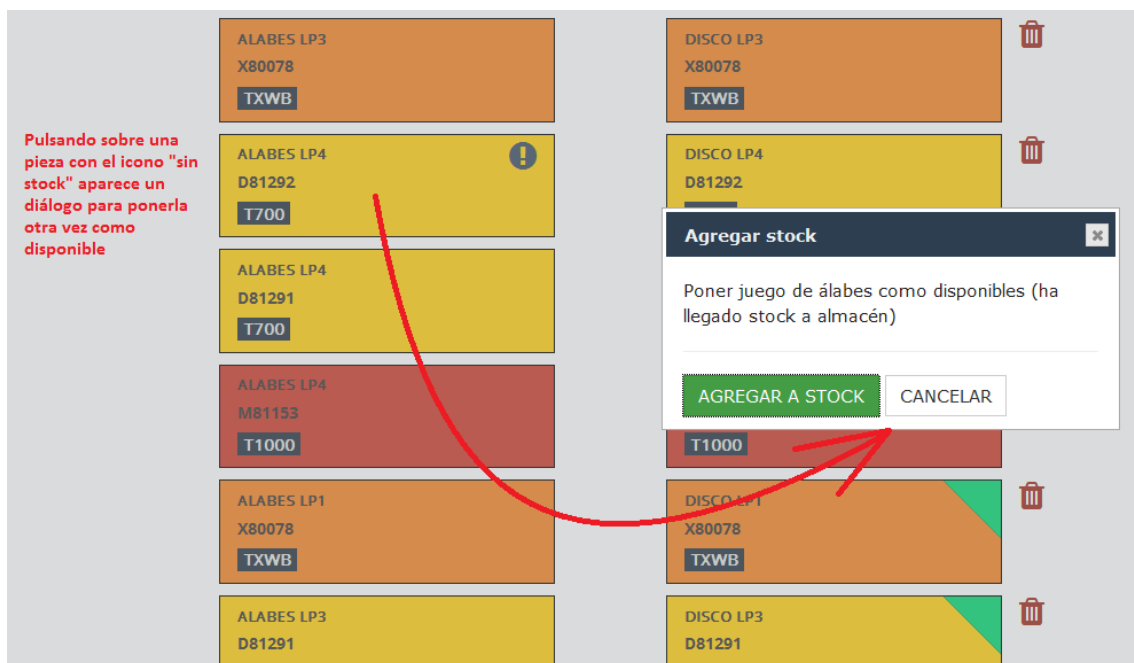 ALABES LP3
X80078
TXWB
DISCO LP3
X80078
TXWB
Pulsando sobre una
pieza con el icono "sin
stock" aparece un
diálogo para ponerla
otra vez como
disponible
ALABES LP4
D81292
T700
DISCO LP4
D81292
ALABES LP4
D81291
T700
Agregar stock
Poner juego de álabes como disponibles (ha
llegado stock a almacén)
AGREGAR A STOCK
CANCELAR
ALABES LP4
M81153
T1000
T1000
ALABES LP1
X80078
TXWB
DISCO LP1
X80078
TXWB
ALABES LP3
D81291
DISCO LP3
D81291